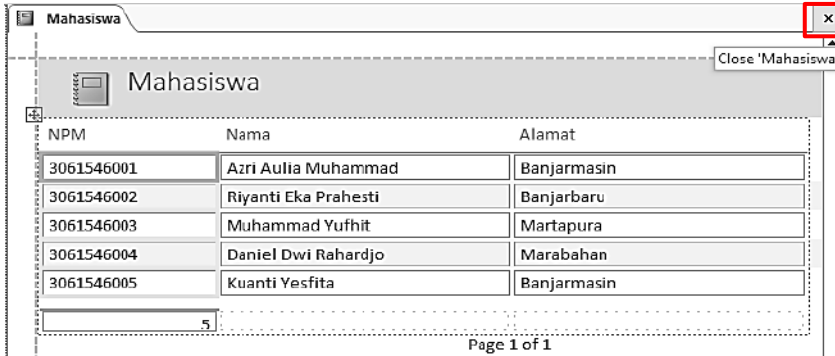 Mahasiswa
Close 'Mahasiswa
Mahasiswa
NPM Nama Alamat
3061546001 Azri Aulia Muhammad Banjarmasin
3061546002 Riyanti Eka Prahesti Banjarbaru
3061546003 Muhammad Yufhit Martapura
3061546004 Daniel Dwi Rahardjo Marabahan
3061546005 Kuanti Yesfita Banjarmasin
5
Page 1 of 1